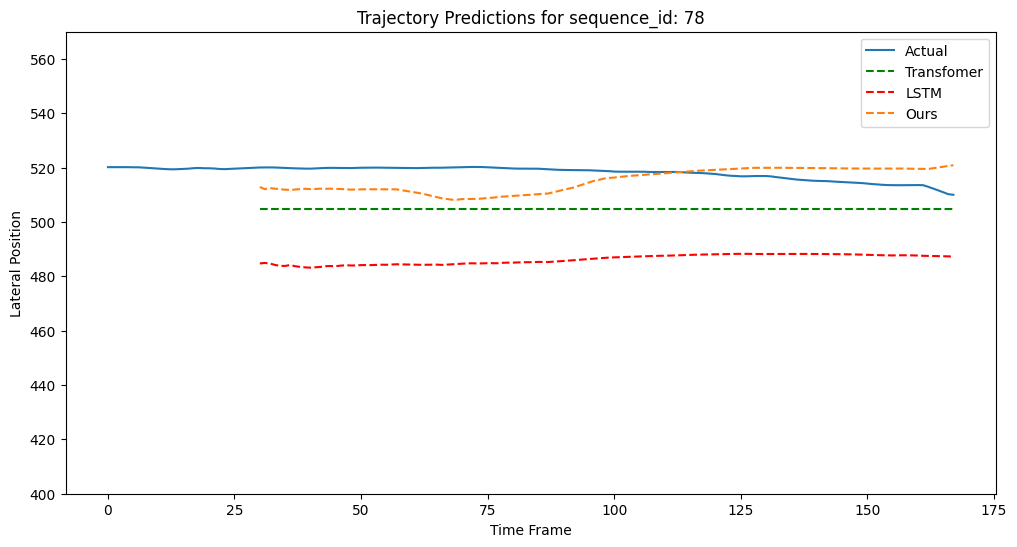 Trajectory Predictions for sequence_id: 78
Actual
Transfomer
LSTM
Ours
Lateral Position
560
540
520
500
480
460
440
420
400
0 25 50 75 100 125 150 175
Time Frame